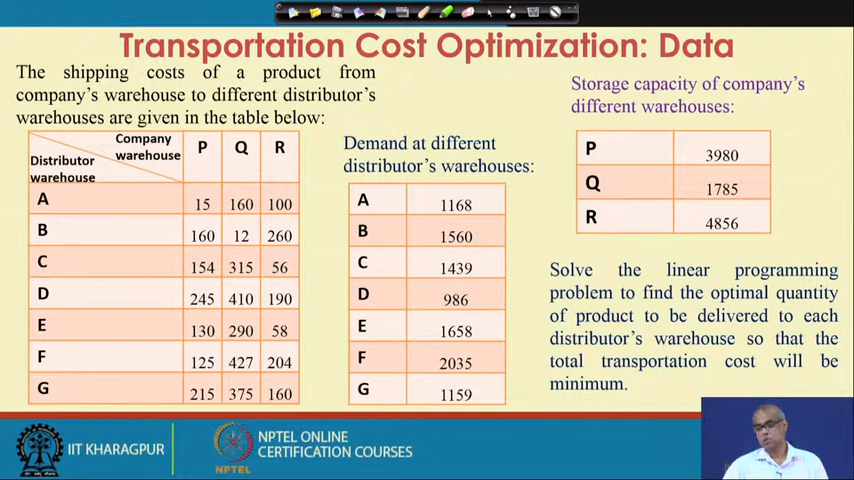 Transportation Cost Optimization: Data
The shipping costs of a product from
company's warehouse to different distributor's
warehouses are given in the table below:
Company
warehouse
Distributor
warehouse
P Q R
A 15 160 100
B 160 12 260
C 154 315 56
D 245 410 190
E 130 290 58
F 125 427 204
G 215 375 160
Demand at different
distributor's warehouses:
A 1168
B 1560
C 1439
D 986
E 1658
F 2035
G 1159
Storage capacity of company's
different warehouses:
P 3980
Q 1785
R 4856
Solve the linear programming
problem to find the optimal quantity
of product to be delivered to each
distributor's warehouse so that the
total transportation cost will be
minimum.
IIT KHARAGPUR
NPTEL
NPTEL ONLINE
CERTIFICATION COURSES